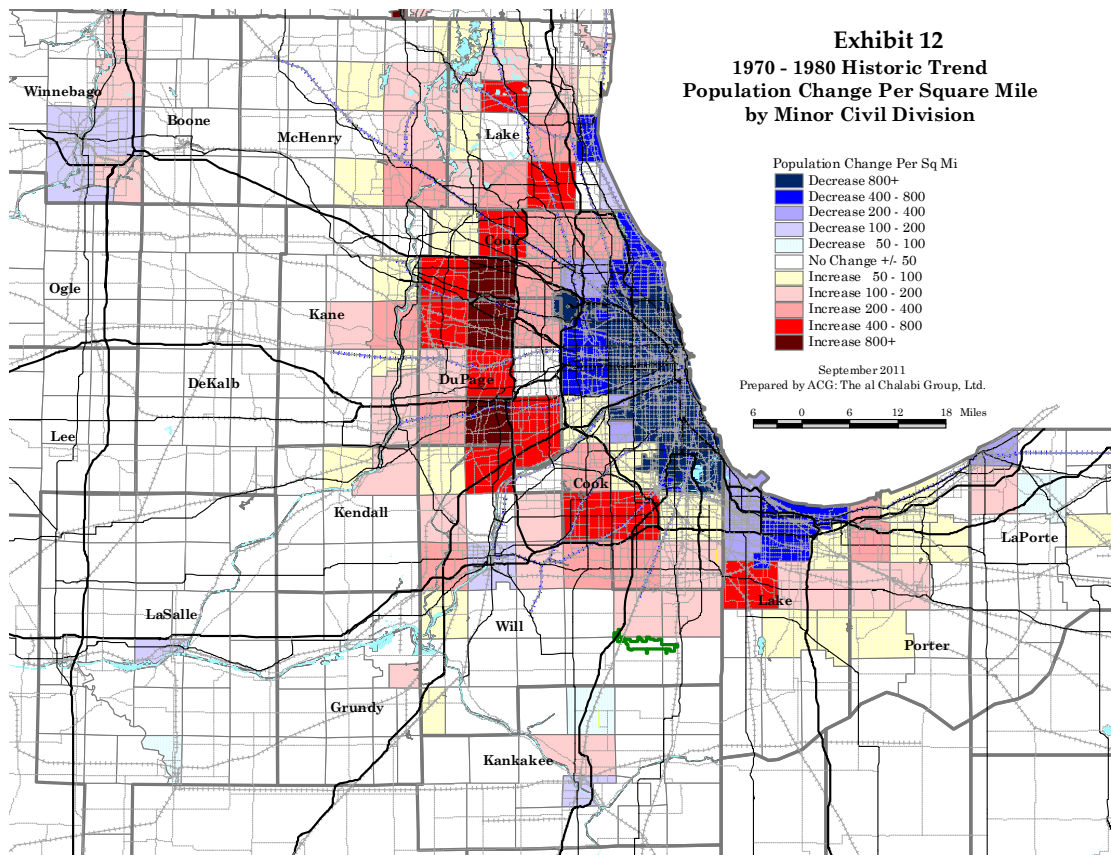 Exhibit 12
1970 - 1980 Historic Trend
Population Change Per Square Mile
by Minor Civil Division
Population Change Per Sq Mi
Decrease 800+
Decrease 400 - 800
Decrease 200 - 400
Decrease 100 - 200
Decrease 50 - 100
No Change +/- 50
Increase 50 - 100
Increase 100 - 200
Increase 200 - 400
Increase 400 - 800
Increase 800+
September 2011
Prepared by ACG: The al Chalabi Group, Ltd.
6 0 6 12 18 Miles
Winnebago
Boone
McHenry
Lake
Cook
Ogle
Kane
DeKalb
DuPage
Lee
Cook
Kendall
LaPorte
LaSalle
Will
Lake
Porter
Grundy
Kankakee